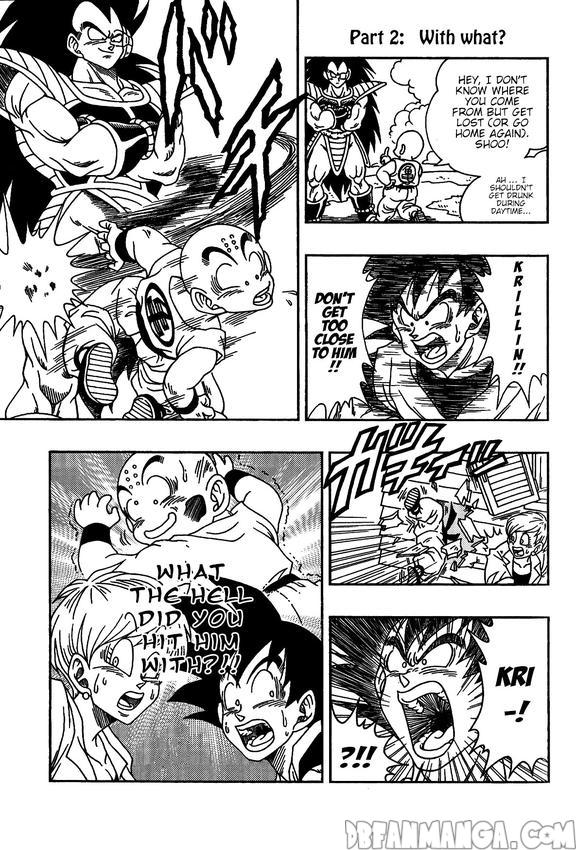 Part 2: With what?
HEY, I DON'T
KNOW WHERE
YOU COME
FROM BUT GET
LOST (OR GO
HOME AGAIN).
SHOO!
AH ... I
SHOULDN'T
GET DRUNK
DURING
DAYTIME...
KRILLIN!!
DON'T
GET
TOO
CLOSE
TO HIM
!!
KRI
-!
?!!
WHAT
THE HELL
DID YOU
HIT HIM
WITH?!!
DBFANMANGA.COM